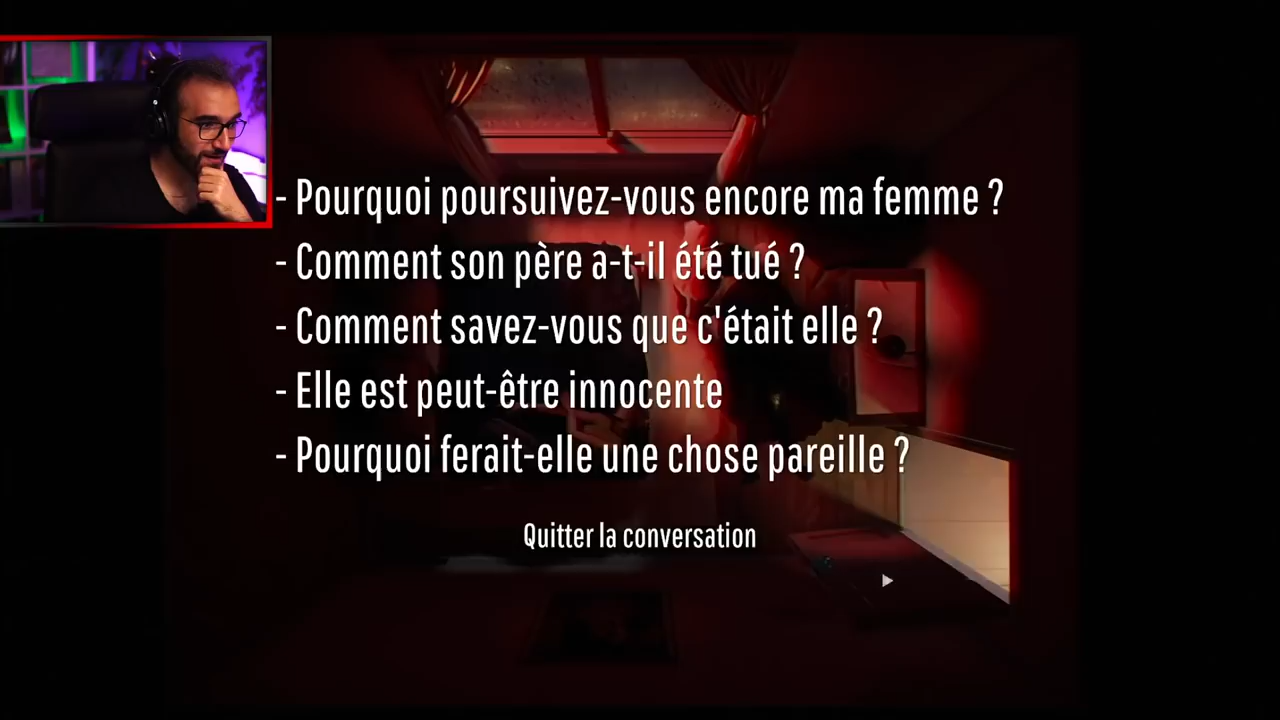 - Pourquoi poursuivez-vous encore ma femme ?
- Comment son père a-t-il été tué ?
- Comment savez-vous que c'était elle ?
- Elle est peut-être innocente
- Pourquoi ferait-elle une chose pareille ?
Quitter la conversation